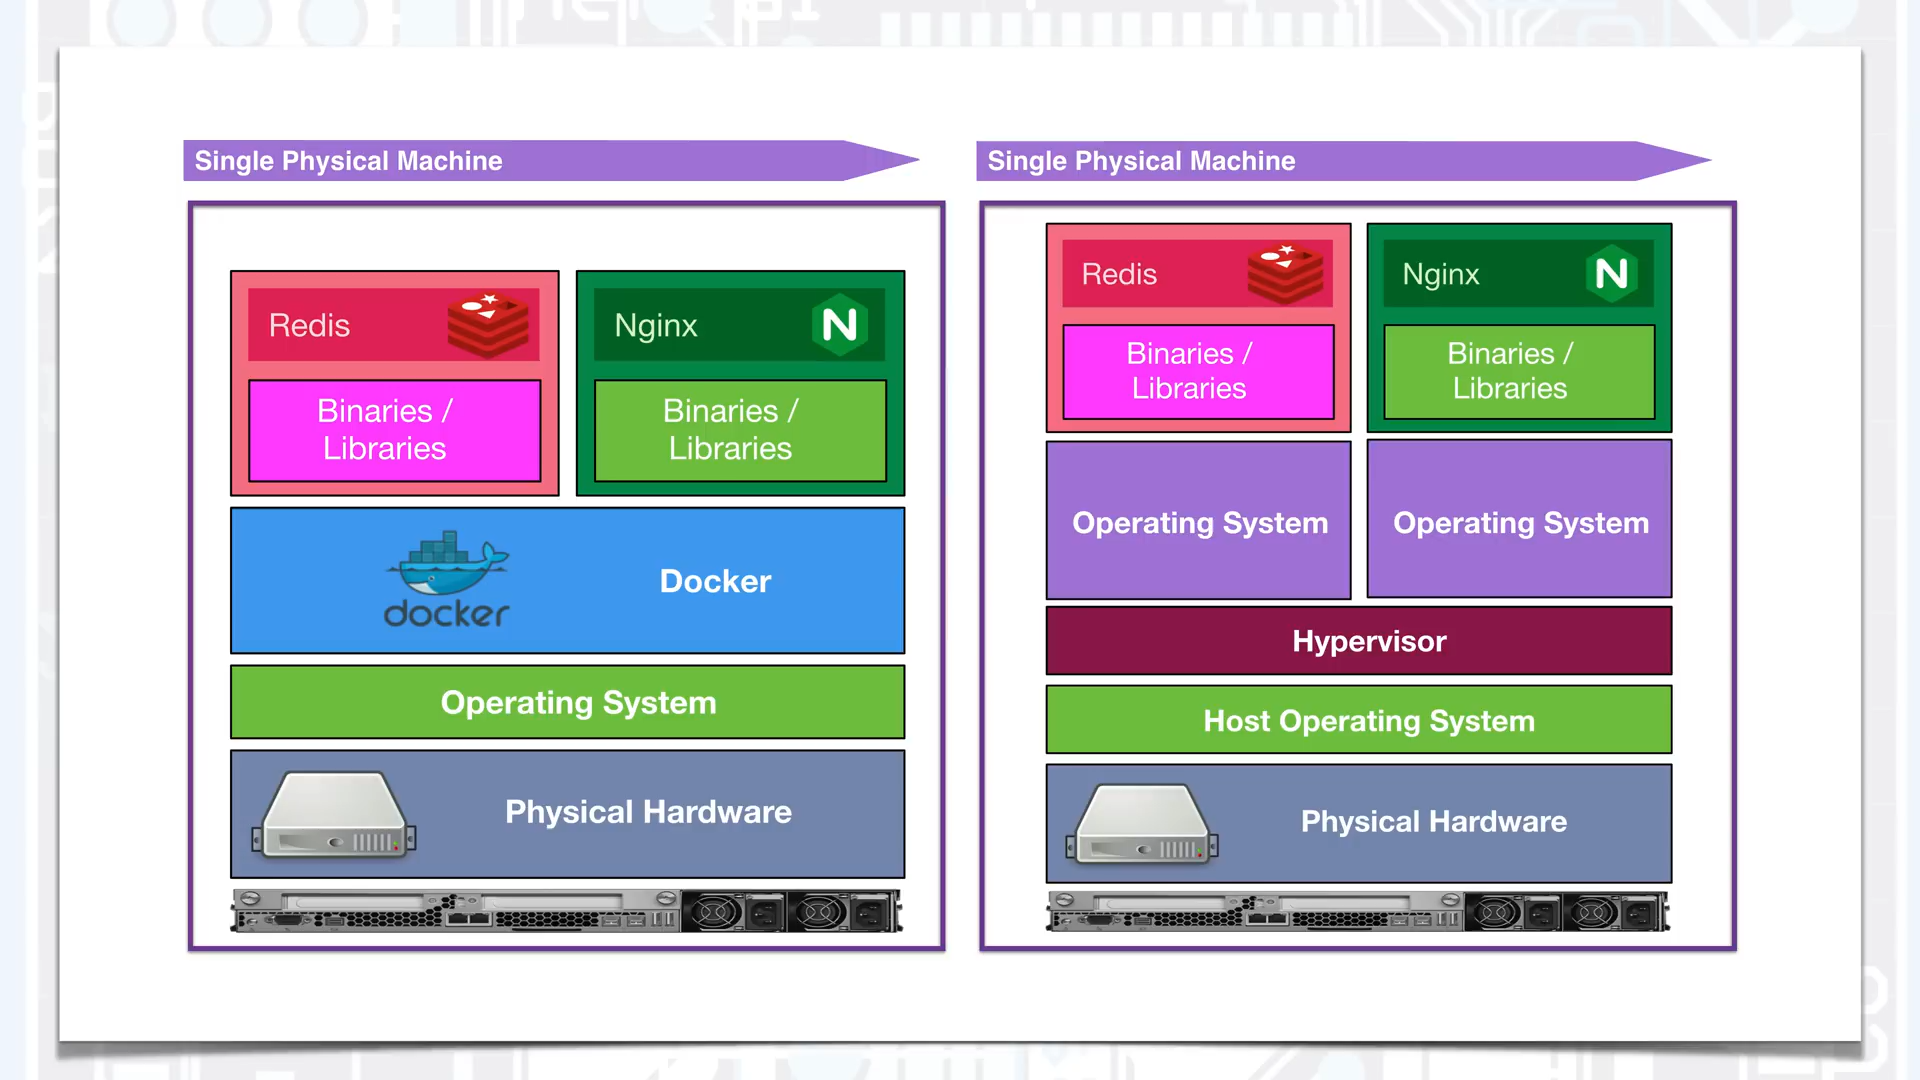 Single Physical Machine
Redis
Nginx
Binaries /
Libraries
Binaries /
Libraries
docker
Docker
Operating System
Physical Hardware
Single Physical Machine
Redis
Nginx
Binaries /
Libraries
Binaries /
Libraries
Operating System
Operating System
Hypervisor
Host Operating System
Physical Hardware